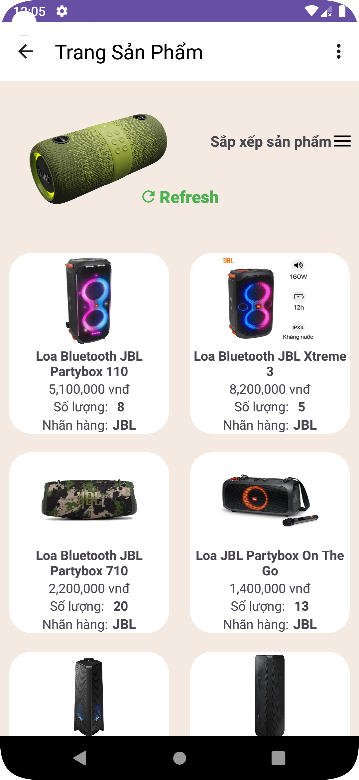 12:05
Trang Sản Phẩm
Sắp xếp sản phẩm
Refresh
JBL
160W
12h
IPX4
Kháng nước
Loa Bluetooth JBL
Partybox 110
5,100,000 vnđ
Số lượng: 8
Nhãn hàng: JBL
Loa Bluetooth JBL Xtreme
3
8,200,000 vnđ
Số lượng: 5
Nhãn hàng: JBL
JBL
Loa Bluetooth JBL
Partybox 710
2,200,000 vnđ
Số lượng: 20
Nhãn hàng: JBL
Loa JBL Partybox On The
Go
1,400,000 vnđ
Số lượng: 13
Nhãn hàng: JBL